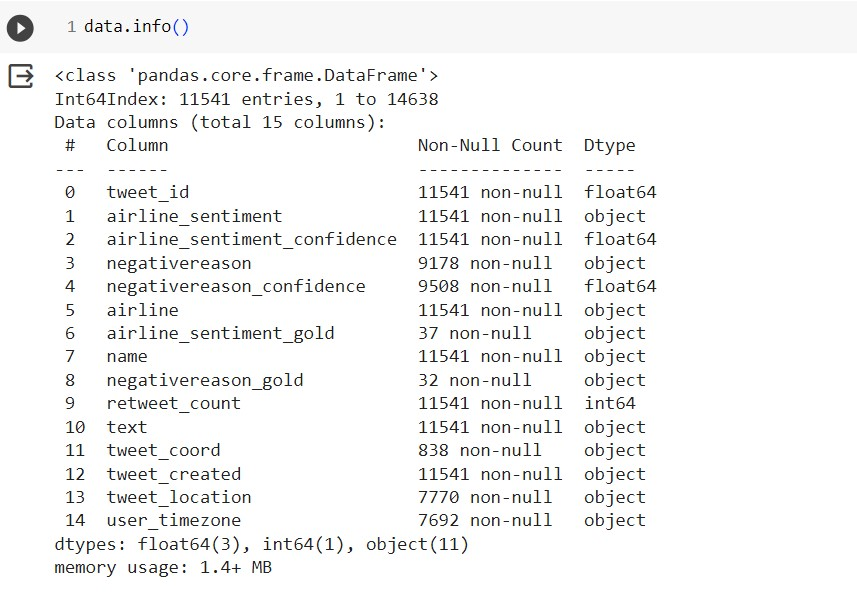 1 data.info()
<class 'pandas.core.frame.DataFrame'>
Int64Index: 11541 entries, 1 to 14638
Data columns (total 15 columns):
 #   Column                        Non-Null Count  Dtype
---  ------                        --------------  -----
 0   tweet_id                      11541 non-null  float64
 1   airline_sentiment             11541 non-null  object
 2   airline_sentiment_confidence  11541 non-null  float64
 3   negativereason                9178 non-null   object
 4   negativereason_confidence     9508 non-null   float64
 5   airline                       11541 non-null  object
 6   airline_sentiment_gold        37 non-null     object
 7   name                          11541 non-null  object
 8   negativereason_gold           32 non-null     object
 9   retweet_count                 11541 non-null  int64
 10  text                          11541 non-null  object
 11  tweet_coord                   838 non-null    object
 12  tweet_created                 11541 non-null  object
 13  tweet_location                7770 non-null   object
 14  user_timezone                 7692 non-null   object
dtypes: float64(3), int64(1), object(11)
memory usage: 1.4+ MB